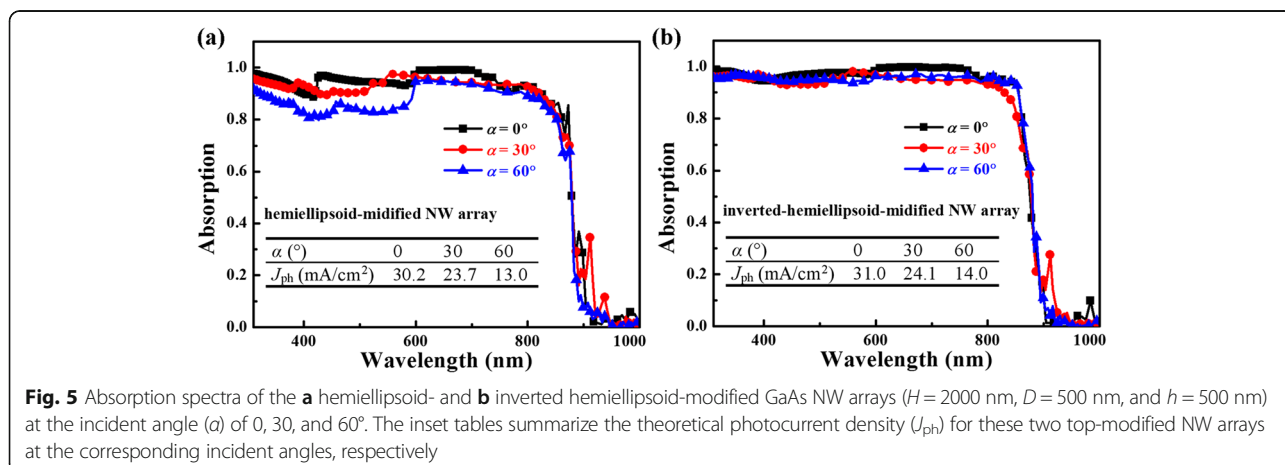 (a)
1.0
0.8
0.6
0.4
0.2
0.0
Absorption
α = 0°
α = 30°
α = 60°
hemiellipsoid-midified NW array
α (°) 0 30 60
Jph (mA/cm²) 30.2 23.7 13.0
400 600 800 1000
Wavelength (nm)
(b)
1.0
0.8
0.6
0.4
0.2
0.0
Absorption
α = 0°
α = 30°
α = 60°
inverted-hemiellipsoid-midified NW array
α (°) 0 30 60
Jph (mA/cm²) 31.0 24.1 14.0
400 600 800 1000
Wavelength (nm)
Fig. 5 Absorption spectra of the a hemiellipsoid- and b inverted hemiellipsoid-modified GaAs NW arrays (H = 2000 nm, D = 500 nm, and h = 500 nm)
at the incident angle (α) of 0, 30, and 60°. The inset tables summarize the theoretical photocurrent density (Jph) for these two top-modified NW arrays
at the corresponding incident angles, respectively